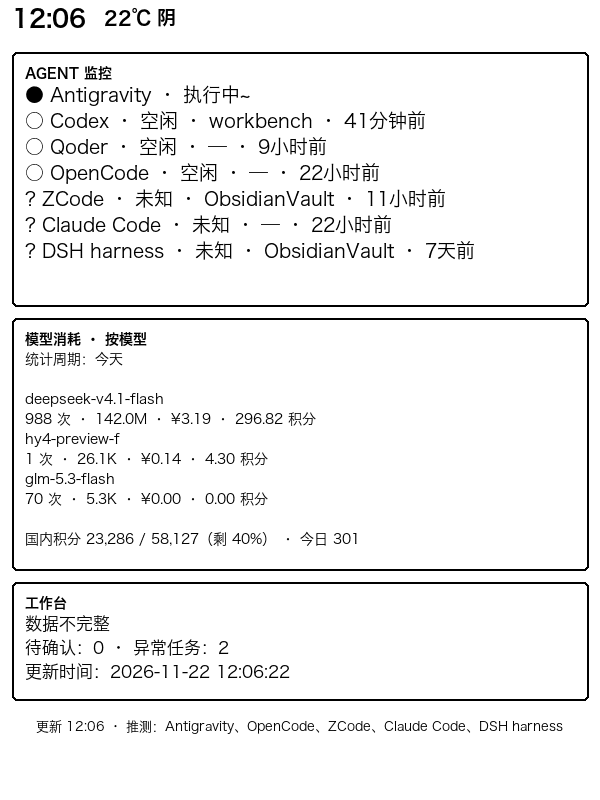 12:06 22℃ 阴
AGENT 监控
● Antigravity · 执行中~
○ Codex · 空闲 · workbench · 41分钟前
○ Qoder · 空闲 · — · 9小时前
○ OpenCode · 空闲 · — · 22小时前
? ZCode · 未知 · ObsidianVault · 11小时前
? Claude Code · 未知 · — · 22小时前
? DSH harness · 未知 · ObsidianVault · 7天前
模型消耗 · 按模型
统计周期：今天
deepseek-v4.1-flash
988 次 · 142.0M · ¥3.19 · 296.82 积分
hy4-preview-f
1 次 · 26.1K · ¥0.14 · 4.30 积分
glm-5.3-flash
70 次 · 5.3K · ¥0.00 · 0.00 积分
国内积分 23,286 / 58,127（剩 40%） · 今日 301
工作台
数据不完整
待确认：0 · 异常任务：2
更新时间：2026-11-22 12:06:22
更新 12:06 · 推测：Antigravity、OpenCode、ZCode、Claude Code、DSH harness